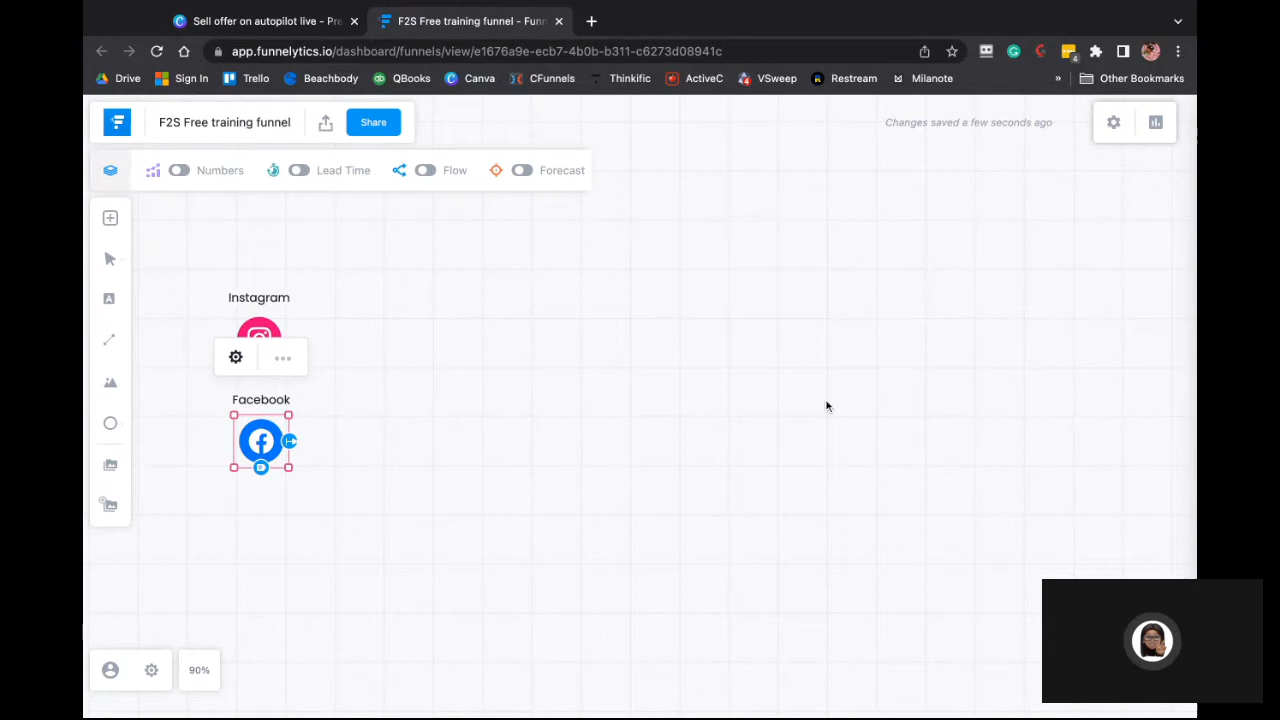 Sell offer on autopilot live - Pre
F2S Free training funnel - Funn
app.funnelytics.io/dashboard/funnels/view/e1676a9e-ecb7-4b0b-b311-c6273d08941c
4
Drive
Sign In
Trello
Beachbody
QBooks
Canva
CFunnels
Thinkific
ActiveC
4
VSweep
Restream
Milanote
»
Other Bookmarks
F2S Free training funnel
Share
Changes saved a few seconds ago
Numbers
Lead Time
Flow
Forecast
Instagram
Facebook
90%